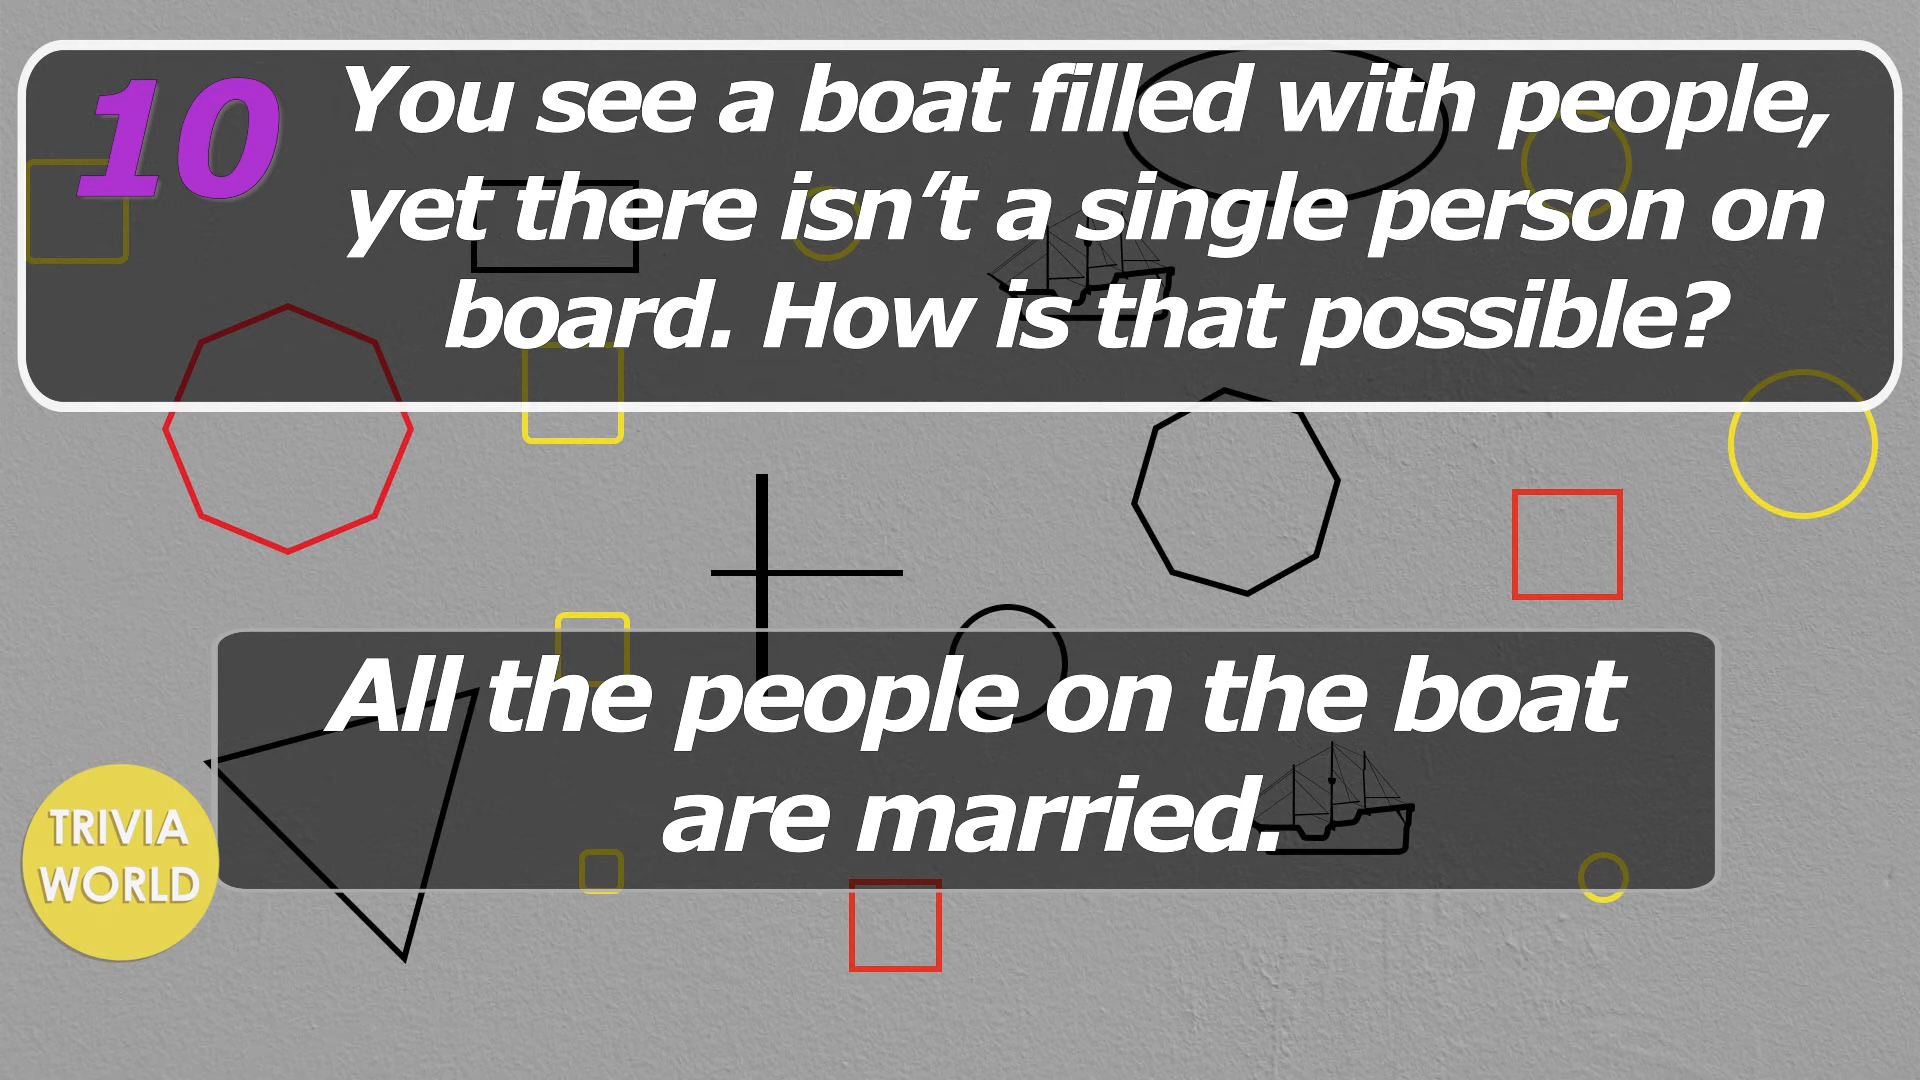 10
You see a boat filled with people,
yet there isn’t a single person on
board. How is that possible?
All the people on the boat
are married.
TRIVIA
WORLD